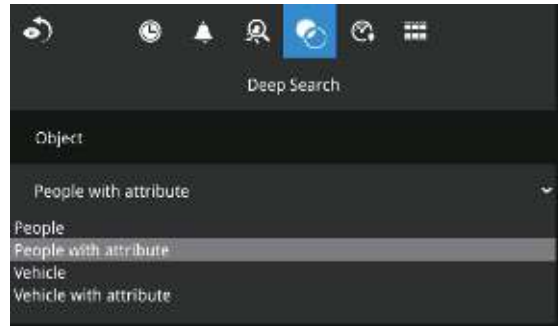 Deep Search
Object
People with attribute
People
People with attribute
Vehicle
Vehicle with attribute